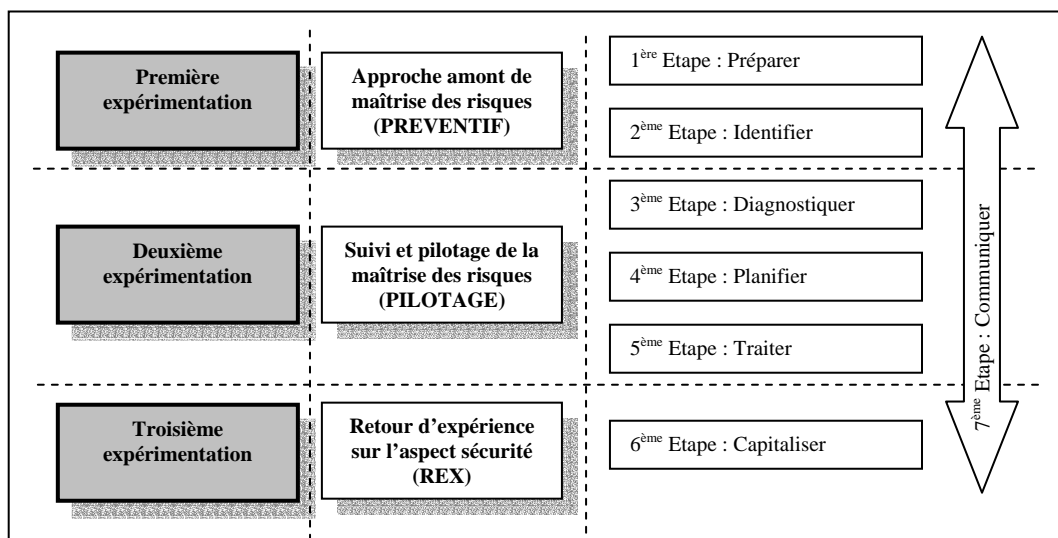 Première
expérimentation
Approche amont de
maîtrise des risques
(PREVENTIF)
1ère Etape : Préparer
2ème Etape : Identifier
Deuxième
expérimentation
Suivi et pilotage de la
maîtrise des risques
(PILOTAGE)
3ème Etape : Diagnostiquer
4ème Etape : Planifier
5ème Etape : Traiter
Troisième
expérimentation
Retour d’expérience
sur l’aspect sécurité
(REX)
6ème Etape : Capitaliser
7ème Etape : Communiquer